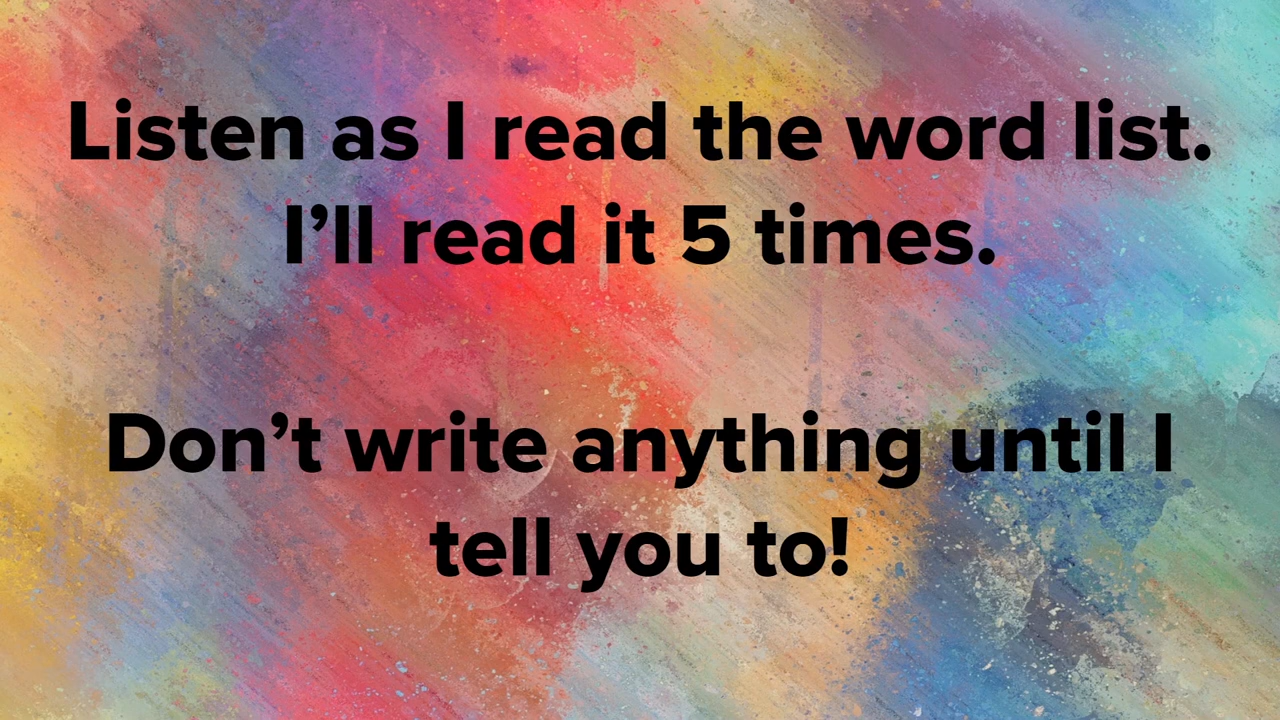 Listen as I read the word list.
I’ll read it 5 times.
Don’t write anything until I
tell you to!